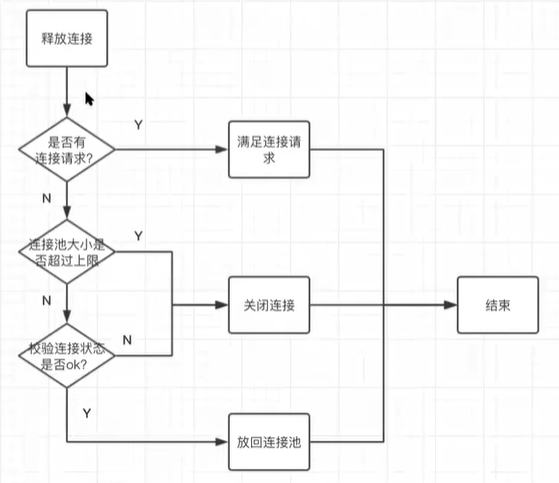 释放连接
Y
是否有
连接请求?
满足连接请
求
N
Y
连接池大小是
否超过上限
N
关闭连接
结束
N
校验连接状态
是否ok?
Y
放回连接池